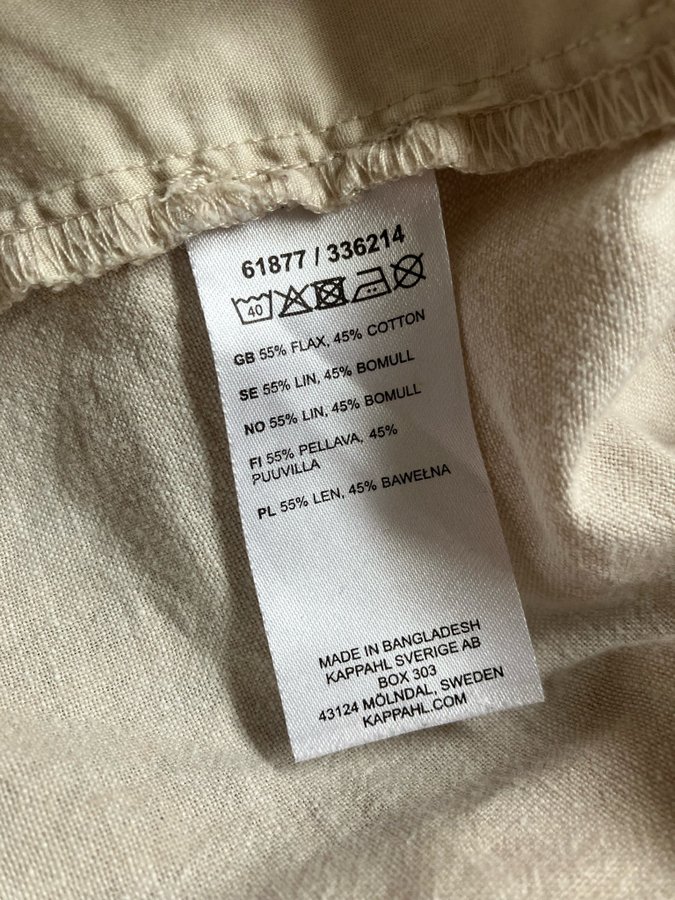 61877 / 336214
40
GB 55% FLAX, 45% COTTON
SE 55% LIN, 45% BOMULL
NO 55% LIN, 45% BOMULL
FI 55% PELLAVA, 45%
PUUVILLA
PL 55% LEN, 45% BAWEŁNA
MADE IN BANGLADESH
KAPPAHL SVERIGE AB
BOX 303
43124 MÖLNDAL, SWEDEN
KAPPAHL.COM